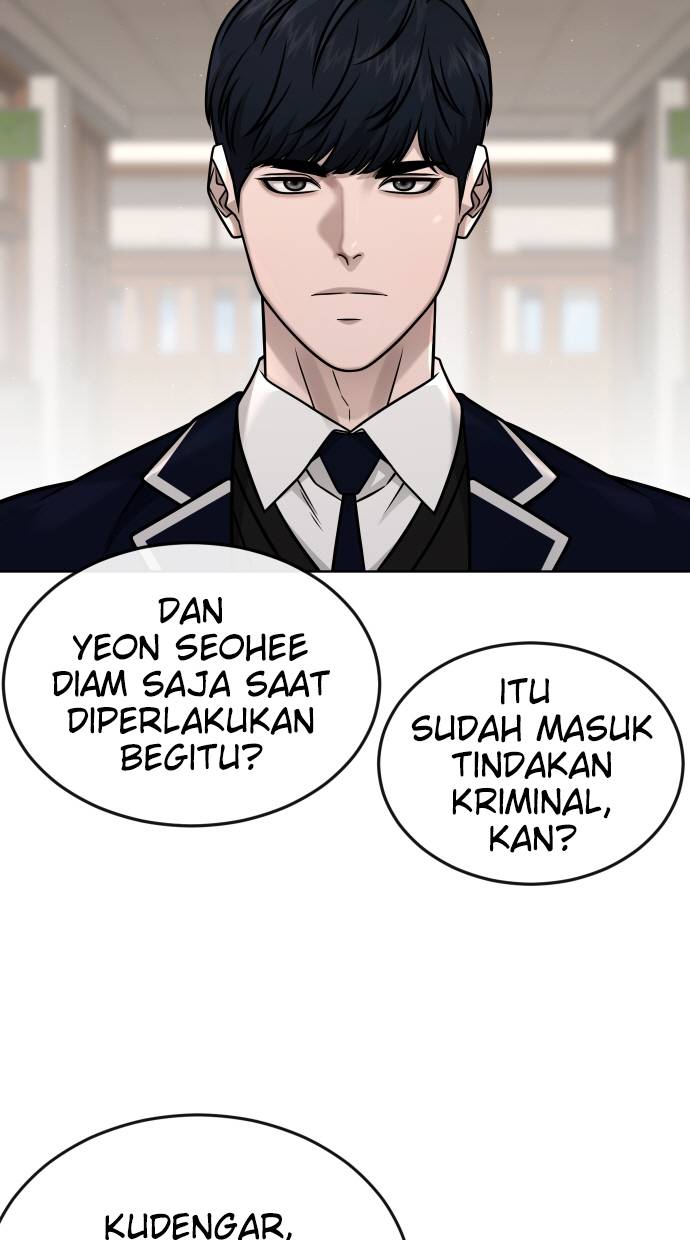 DAN
YEON SEOHEE
DIAM SAJA SAAT
DIPERLAKUKAN
BEGITU?
ITU
SUDAH MASUK
TINDAKAN
KRIMINAL,
KAN?
KUDENGAR,